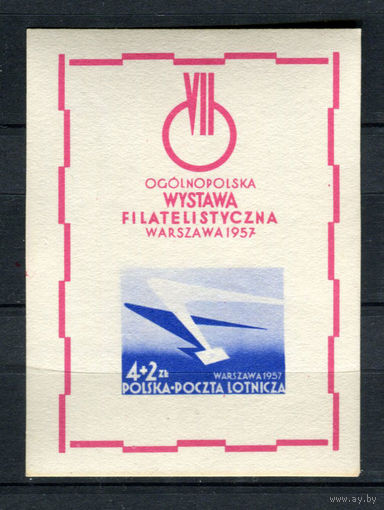 VII
OGÓLNOPOLSKA
WYSTAWA
FILATELISTYCZNA
WARSZAWA 1957
4+2 zł
WARSZAWA 1957
POLSKA·POCZTA LOTNICZA
www.ay.by